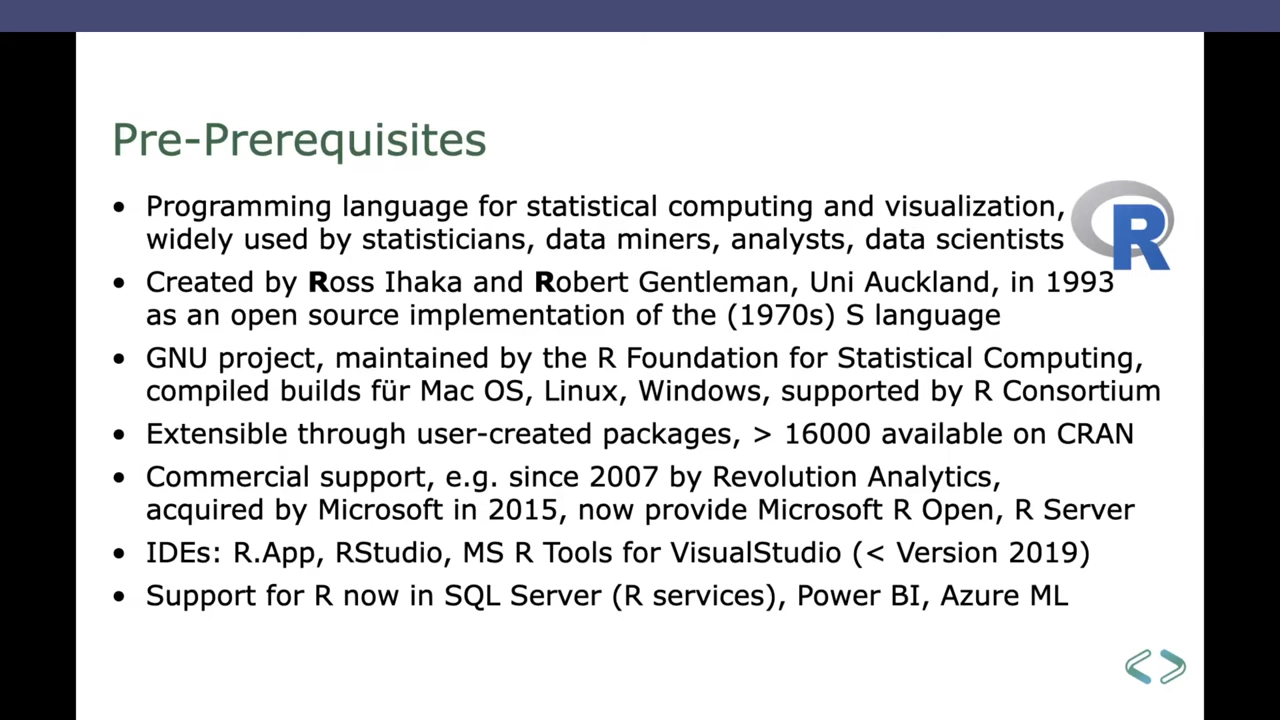 Pre-Prerequisites
• Programming language for statistical computing and visualization,
widely used by statisticians, data miners, analysts, data scientists
R
• Created by Ross Ihaka and Robert Gentleman, Uni Auckland, in 1993
as an open source implementation of the (1970s) S language
• GNU project, maintained by the R Foundation for Statistical Computing,
compiled builds für Mac OS, Linux, Windows, supported by R Consortium
• Extensible through user-created packages, > 16000 available on CRAN
• Commercial support, e.g. since 2007 by Revolution Analytics,
acquired by Microsoft in 2015, now provide Microsoft R Open, R Server
• IDEs: R.App, RStudio, MS R Tools for VisualStudio (< Version 2019)
• Support for R now in SQL Server (R services), Power BI, Azure ML